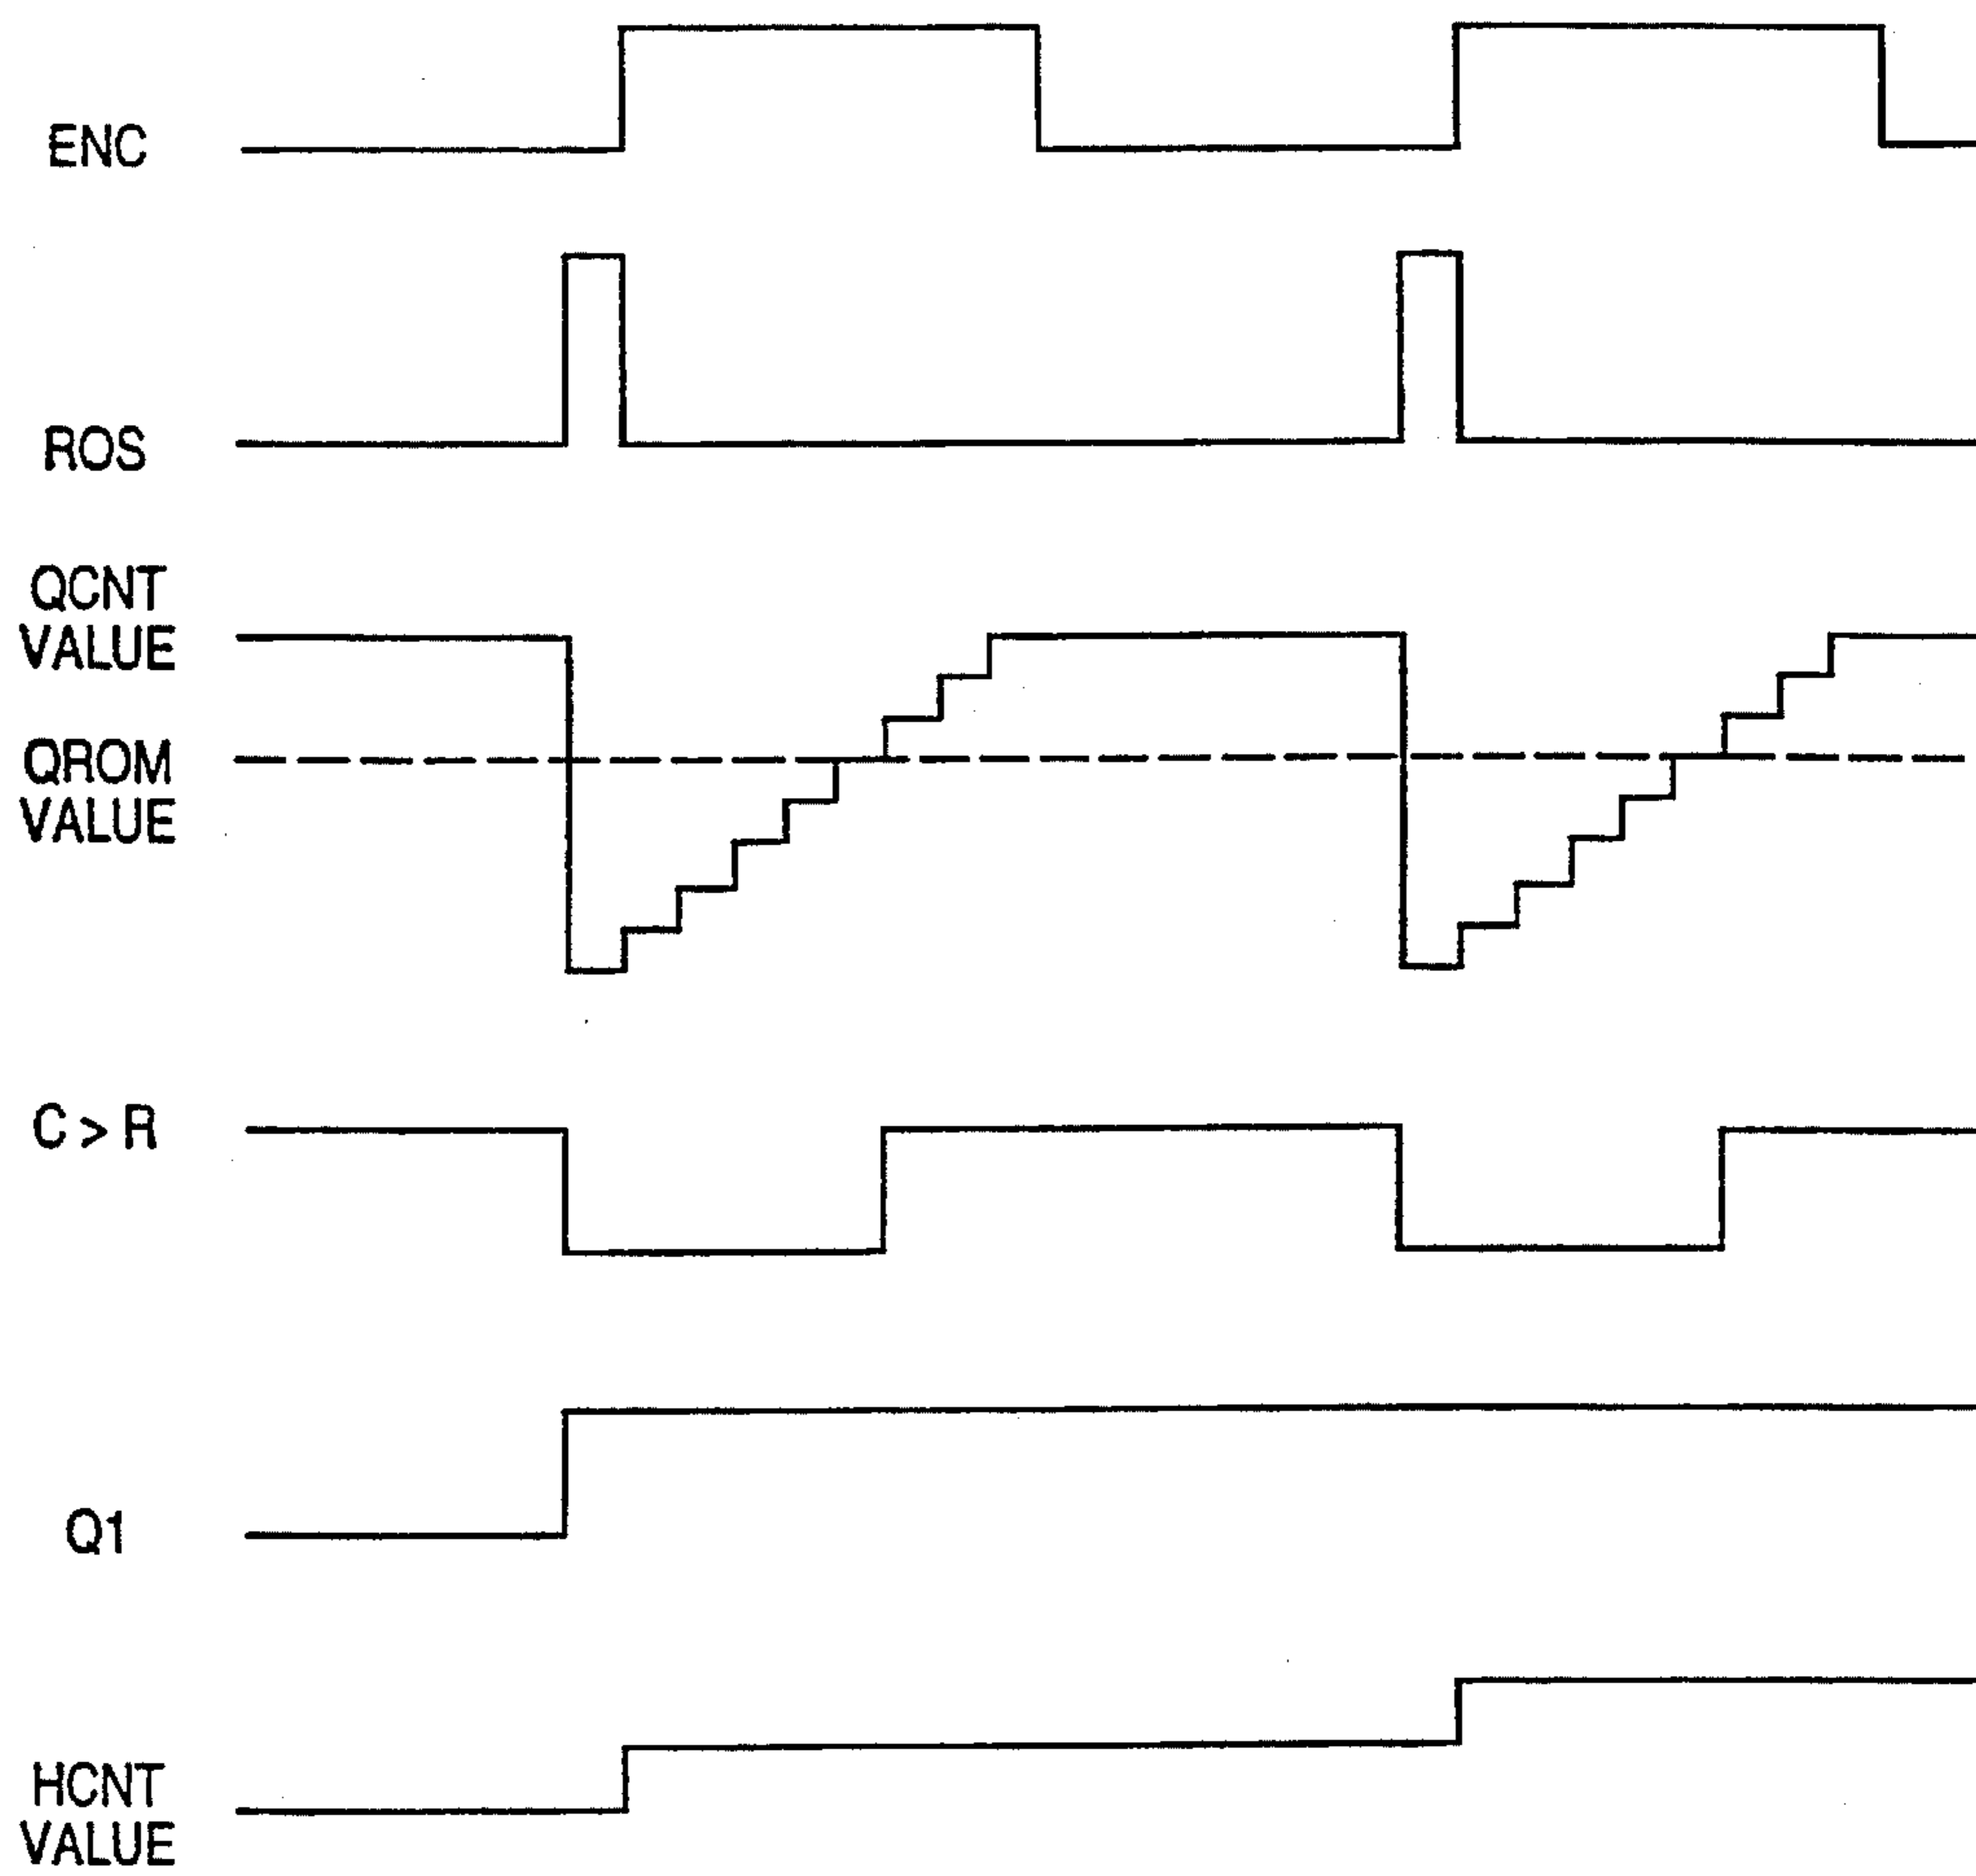 ENC
ROS
QCNT
VALUE
QROM
VALUE
C > R
Q1
HCNT
VALUE